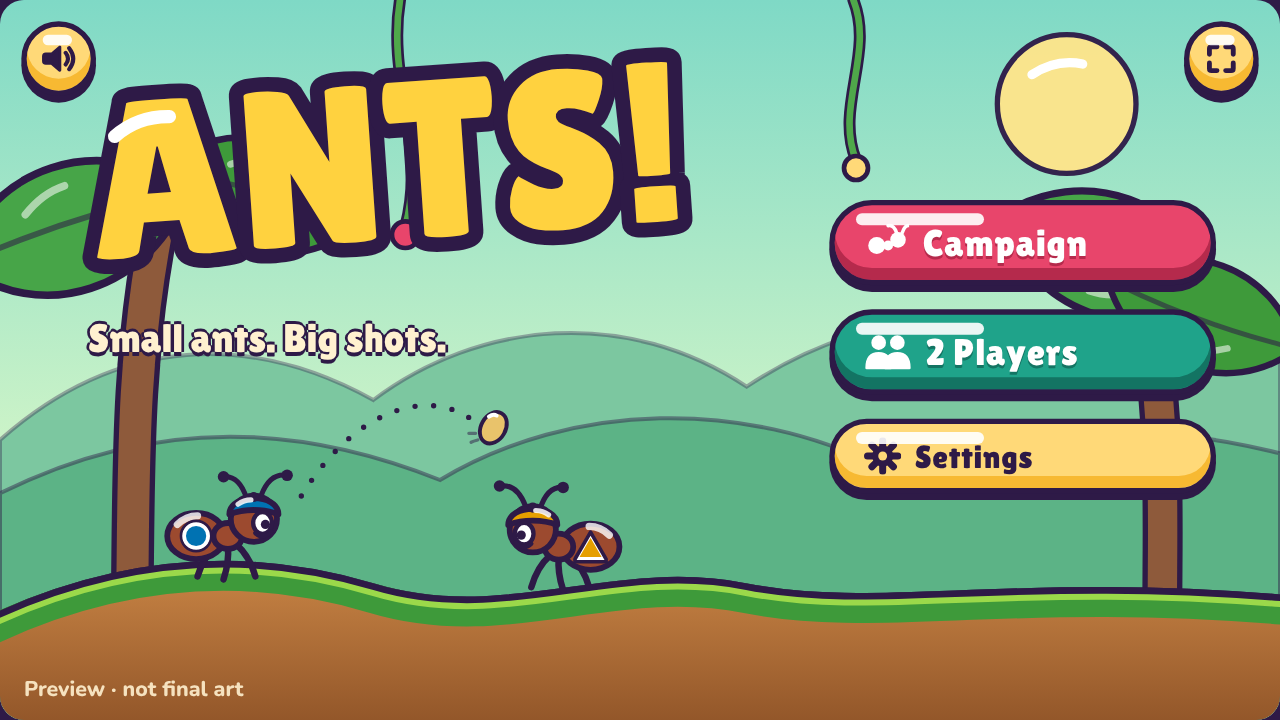 ANTS!
Small ants. Big shots.
Campaign
2 Players
Settings
Preview · not final art